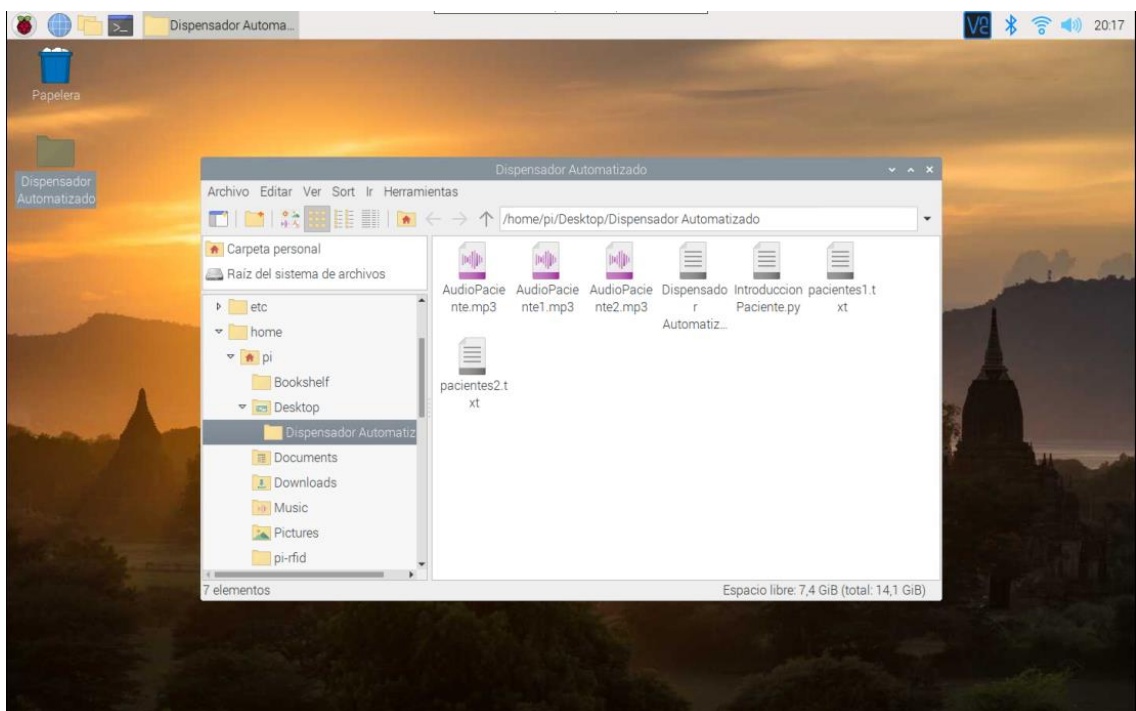 Dispensador Automa...
20:17
Papelera
Dispensador
Automatizado
Dispensador Automatizado
Archivo Editar Ver Sort Ir Herramientas
/home/pi/Desktop/Dispensador Automatizado
Carpeta personal
Raíz del sistema de archivos
etc
home
pi
Bookshelf
Desktop
Dispensador Automatiz
Documents
Downloads
Music
Pictures
pi-rfid
AudioPacie
nte.mp3
AudioPacie
nte1.mp3
AudioPacie
nte2.mp3
Dispensado
r
Automatiz...
Introduccion
Paciente.py
pacientes1.t
xt
pacientes2.t
xt
7 elementos
Espacio libre: 7,4 GiB (total: 14,1 GiB)